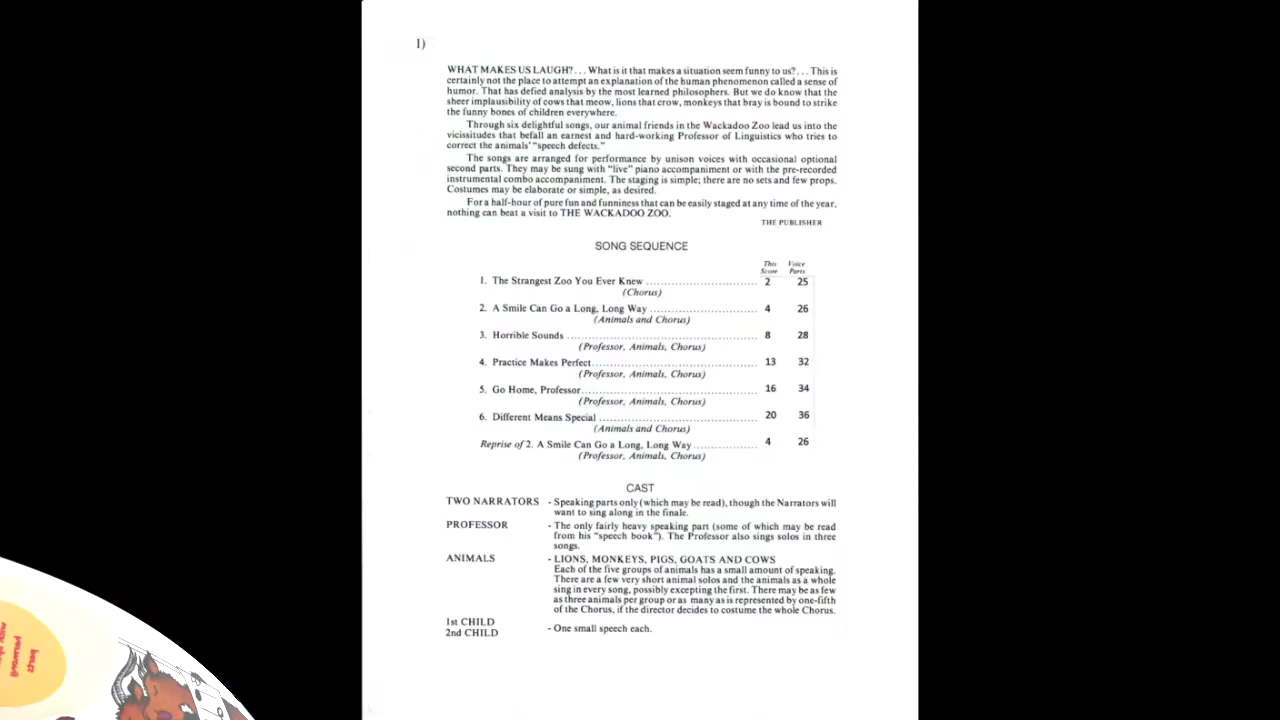 1)
WHAT MAKES US LAUGH?... What is it that makes a situation seem funny to us?... This is
certainly not the place to attempt an explanation of the human phenomenon called a sense of
humor. That has defied analysis by the most learned philosophers. But we do know that the
sheer implausibility of cows that meow, lions that crow, monkeys that bray is bound to strike
the funny bones of children everywhere.
Through six delightful songs, our animal friends in the Wackadoo Zoo lead us into the
vicissitudes that befall an earnest and hard-working Professor of Linguistics who tries to
correct the animals' "speech defects."
The songs are arranged for performance by unison voices with occasional optional
second parts. They may be sung with "live" piano accompaniment or with the pre-recorded
instrumental combo accompaniment. The staging is simple; there are no sets and few props.
Costumes may be elaborate or simple, as desired.
For a half-hour of pure fun and funniness that can be easily staged at any time of the year,
nothing can beat a visit to THE WACKADOO ZOO.
THE PUBLISHER
SONG SEQUENCE
This Voice
Score Parts
1. The Strangest Zoo You Ever Knew ............................ 2 25
(Chorus)
2. A Smile Can Go a Long, Long Way ........................... 4 26
(Animals and Chorus)
3. Horrible Sounds ................................................ 8 28
(Professor, Animals, Chorus)
4. Practice Makes Perfect.......................................... 13 32
(Professor, Animals, Chorus)
5. Go Home, Professor............................................ 16 34
(Professor, Animals, Chorus)
6. Different Means Special ........................................ 20 36
(Animals and Chorus)
Reprise of 2. A Smile Can Go a Long, Long Way................ 4 26
(Professor, Animals, Chorus)
CAST
TWO NARRATORS - Speaking parts only (which may be read), though the Narrators will
want to sing along in the finale.
PROFESSOR - The only fairly heavy speaking part (some of which may be read
from his "speech book"). The Professor also sings solos in three
songs.
ANIMALS - LIONS, MONKEYS, PIGS, GOATS AND COWS
Each of the five groups of animals has a small amount of speaking.
There are a few very short animal solos and the animals as a whole
sing in every song, possibly excepting the first. There may be as few
as three animals per group or as many as is represented by one-fifth
of the Chorus, if the director decides to costume the whole Chorus.
1st CHILD
2nd CHILD - One small speech each.